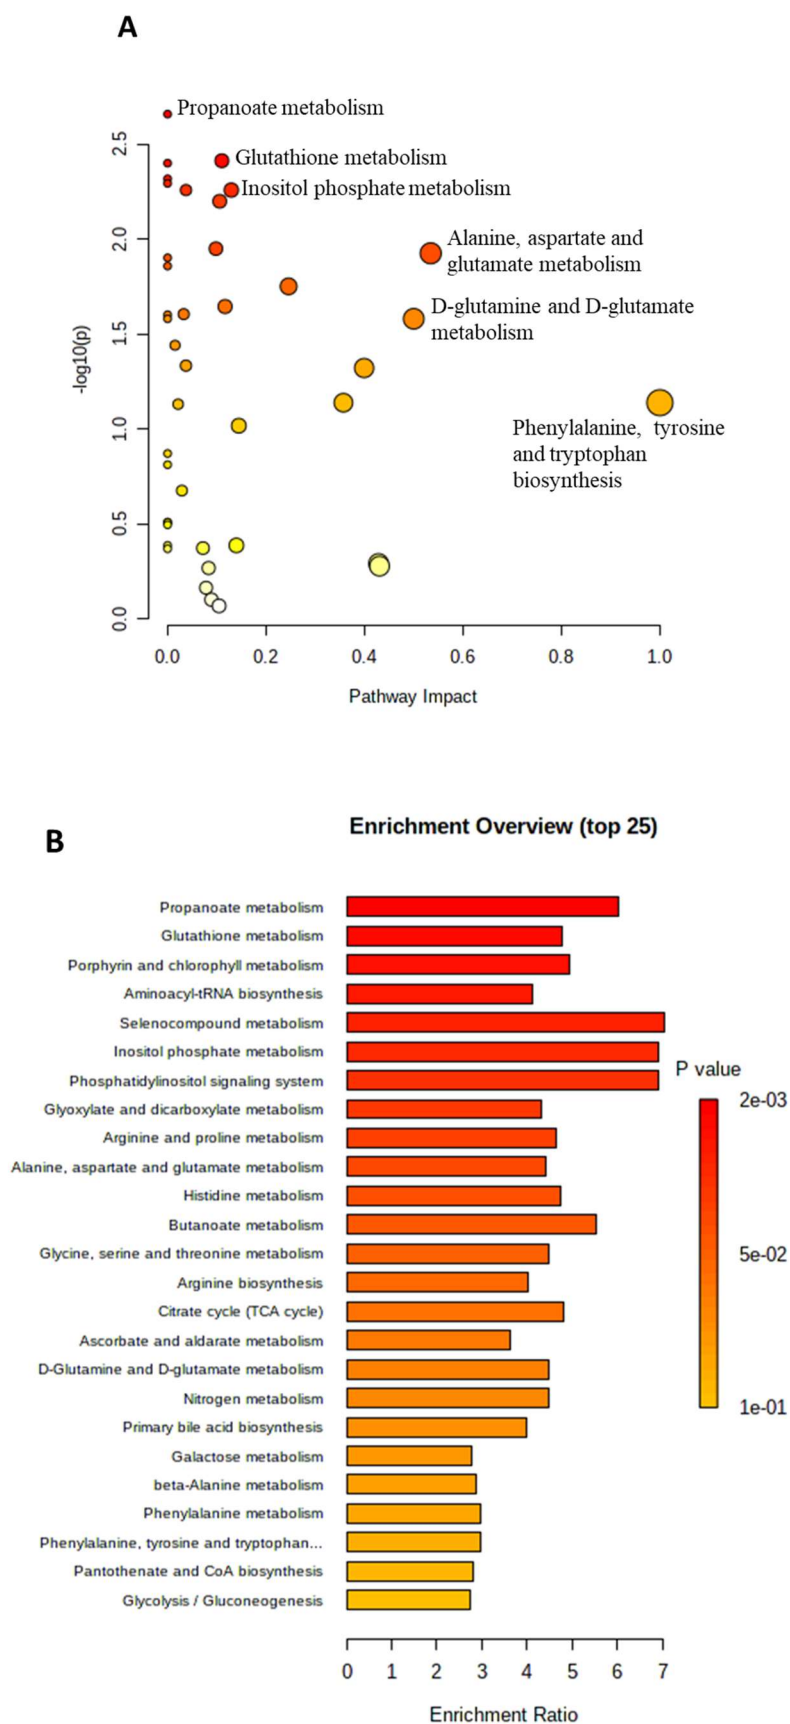 A
Propanoate metabolism
Glutathione metabolism
Inositol phosphate metabolism
Alanine, aspartate and
glutamate metabolism
D-glutamine and D-glutamate
metabolism
Phenylalanine, tyrosine
and tryptophan
biosynthesis
-log10(p)
2.5
2.0
1.5
1.0
0.5
0.0
0.0 0.2 0.4 0.6 0.8 1.0
Pathway Impact
B
Enrichment Overview (top 25)
Propanoate metabolism
Glutathione metabolism
Porphyrin and chlorophyll metabolism
Aminoacyl-tRNA biosynthesis
Selenocompound metabolism
Inositol phosphate metabolism
Phosphatidylinositol signaling system
Glyoxylate and dicarboxylate metabolism
Arginine and proline metabolism
Alanine, aspartate and glutamate metabolism
Histidine metabolism
Butanoate metabolism
Glycine, serine and threonine metabolism
Arginine biosynthesis
Citrate cycle (TCA cycle)
Ascorbate and aldarate metabolism
D-Glutamine and D-glutamate metabolism
Nitrogen metabolism
Primary bile acid biosynthesis
Galactose metabolism
beta-Alanine metabolism
Phenylalanine metabolism
Phenylalanine, tyrosine and tryptophan...
Pantothenate and CoA biosynthesis
Glycolysis / Gluconeogenesis
P value
2e-03
5e-02
1e-01
0 1 2 3 4 5 6 7
Enrichment Ratio